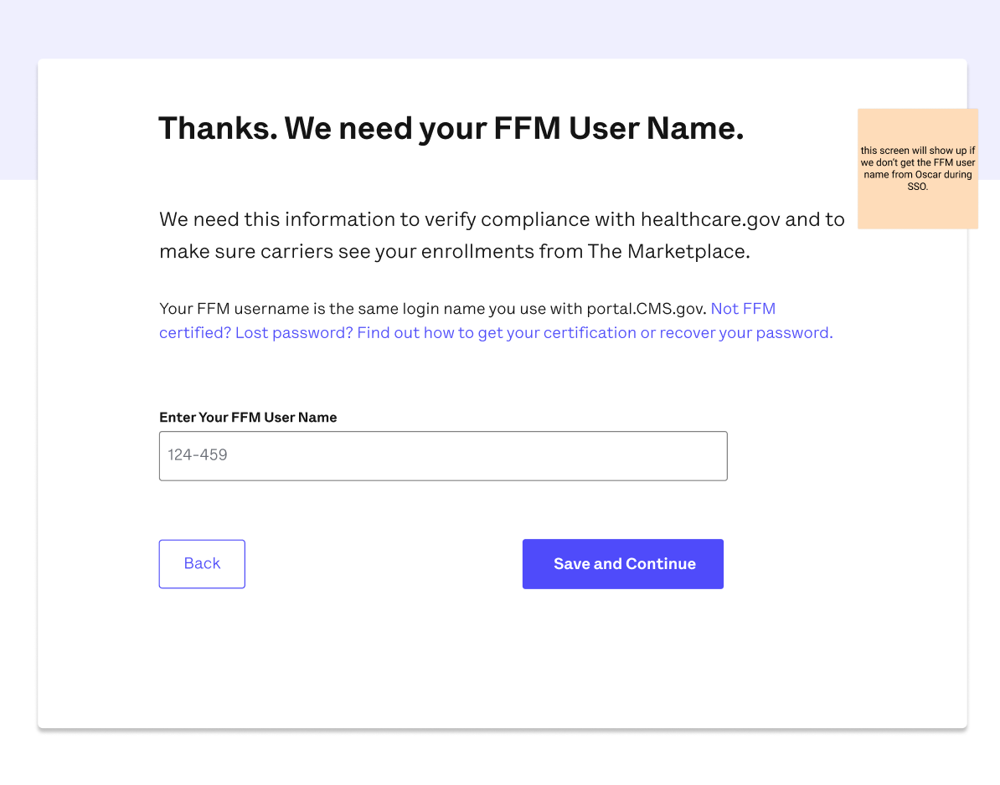 Thanks. We need your FFM User Name.
this screen will show up if
we don't get the FFM user
name from Oscar during
SSO.
We need this information to verify compliance with healthcare.gov and to
make sure carriers see your enrollments from The Marketplace.
Your FFM username is the same login name you use with portal.CMS.gov. Not FFM
certified? Lost password? Find out how to get your certification or recover your password.
Enter Your FFM User Name
124-459
Back
Save and Continue